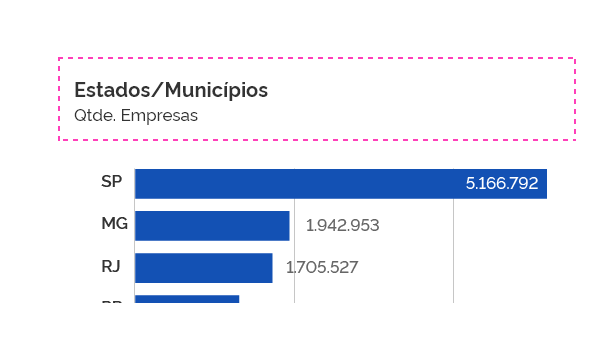 Estados/Municípios
Qtde. Empresas
SP 5.166.792
MG 1.942.953
RJ 1.705.527